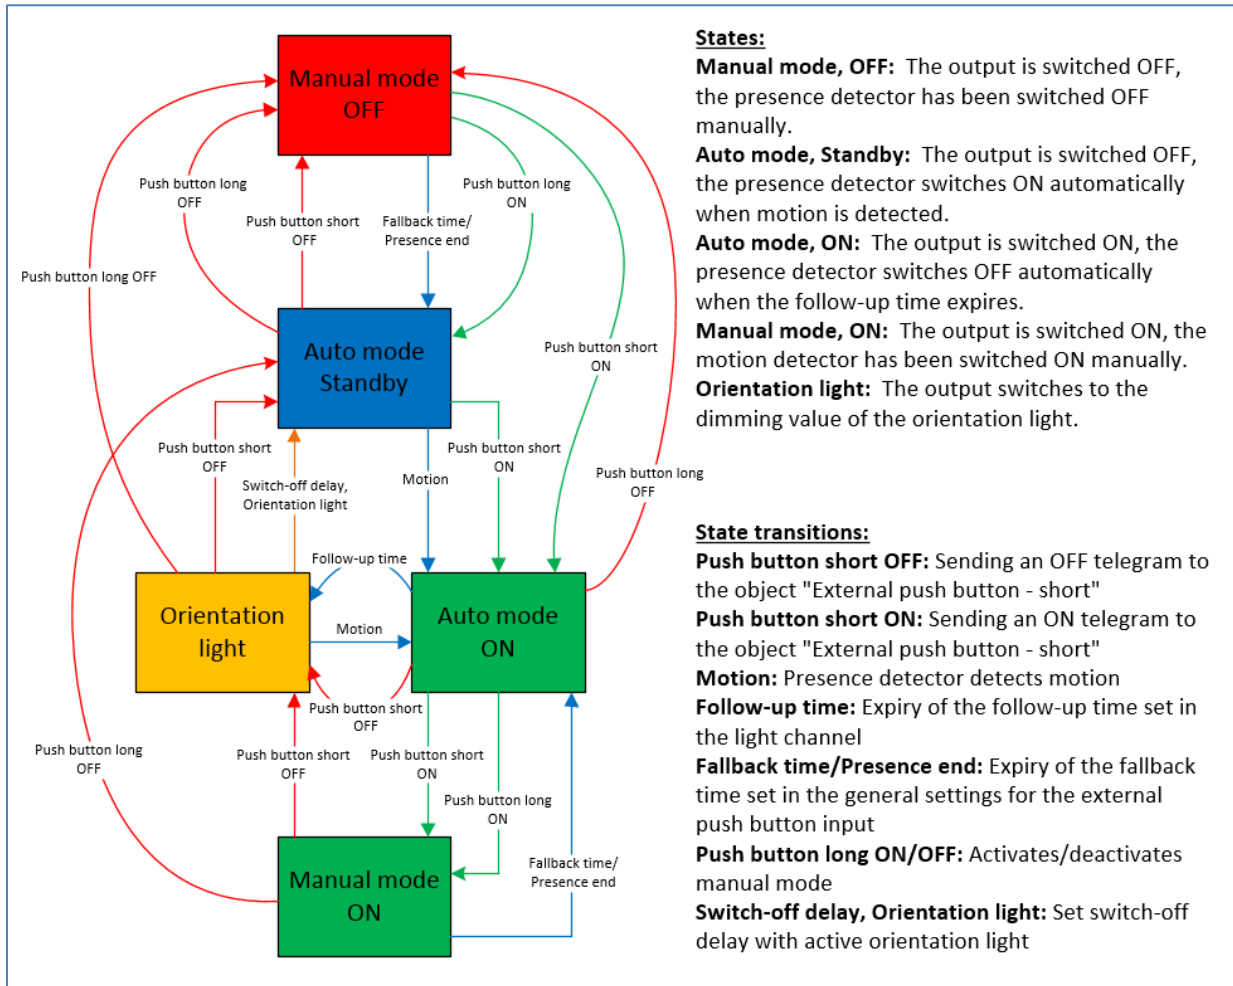 Manual mode
OFF
Push button long
OFF
Push button short
OFF
Fallback time/
Presence end
Push button long
ON
Push button long OFF
Auto mode
Standby
Push button short
ON
Push button short
OFF
Switch-off delay,
Orientation light
Motion
Push button short
ON
Push button long
OFF
Follow-up time
Orientation
light
Motion
Auto mode
ON
Push button short
OFF
Push button long
OFF
Push button short
OFF
Push button short
ON
Push button long
ON
Manual mode
ON
Fallback time/
Presence end
States:
Manual mode, OFF:  The output is switched OFF,
the presence detector has been switched OFF
manually.
Auto mode, Standby:  The output is switched OFF,
the presence detector switches ON automatically
when motion is detected.
Auto mode, ON:  The output is switched ON, the
presence detector switches OFF automatically
when the follow-up time expires.
Manual mode, ON:  The output is switched ON, the
motion detector has been switched ON manually.
Orientation light:  The output switches to the
dimming value of the orientation light.
State transitions:
Push button short OFF: Sending an OFF telegram to
the object "External push button - short"
Push button short ON: Sending an ON telegram to
the object "External push button - short"
Motion: Presence detector detects motion
Follow-up time: Expiry of the follow-up time set in
the light channel
Fallback time/Presence end: Expiry of the fallback
time set in the general settings for the external
push button input
Push button long ON/OFF: Activates/deactivates
manual mode
Switch-off delay, Orientation light: Set switch-off
delay with active orientation light